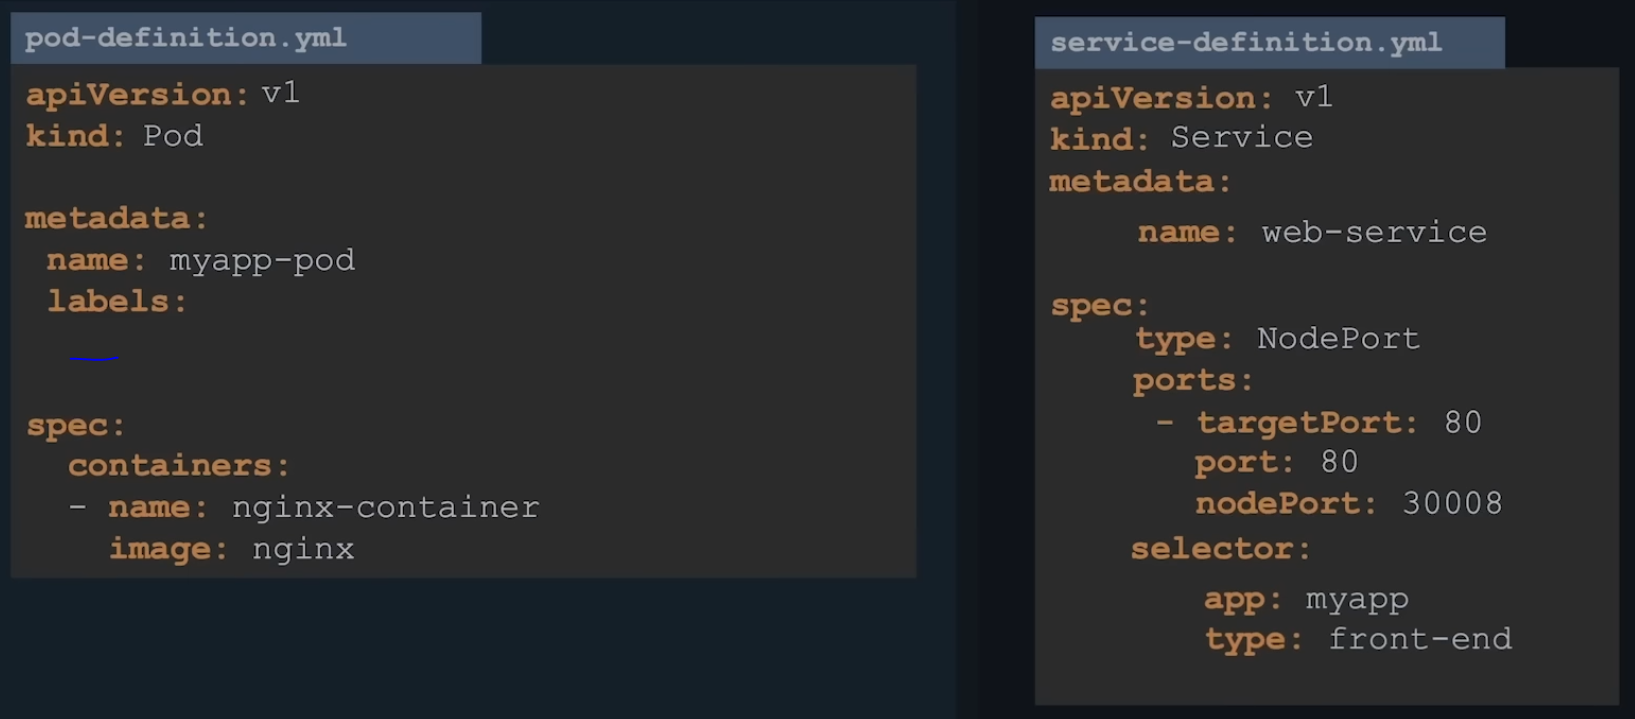 pod-definition.yml
apiVersion: v1
kind: Pod
metadata:
name: myapp-pod
labels:
spec:
containers:
- name: nginx-container
image: nginx
service-definition.yml
apiVersion: v1
kind: Service
metadata:
name: web-service
spec:
type: NodePort
ports:
- targetPort: 80
port: 80
nodePort: 30008
selector:
app: myapp
type: front-end